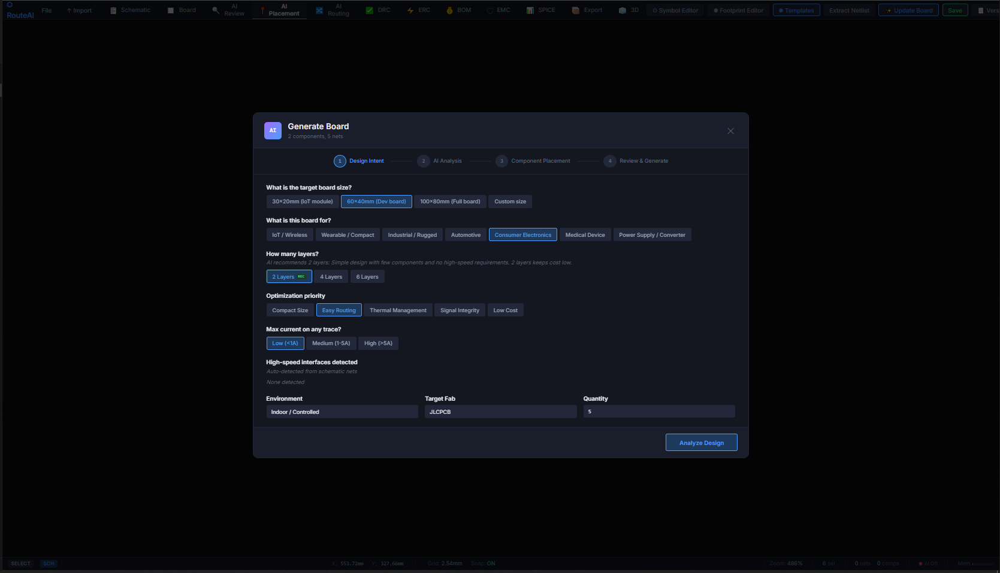 RouteAI
File
↑ Import
Schematic
Board
AI Review
AI Placement
AI Routing
DRC
ERC
BOM
EMC
SPICE
Export
3D
Symbol Editor
Footprint Editor
Templates
Extract Netlist
Update Board
Save
Vers
AI
Generate Board
2 components, 5 nets
1 Design Intent
2 AI Analysis
3 Component Placement
4 Review & Generate
What is the target board size?
30×20mm (IoT module) 60×40mm (Dev board) 100×80mm (Full board) Custom size
What is this board for?
IoT / Wireless Wearable / Compact Industrial / Rugged Automotive Consumer Electronics Medical Device Power Supply / Converter
How many layers?
AI recommends 2 layers: Simple design with few components and no high-speed requirements. 2 layers keeps cost low.
2 Layers REC 4 Layers 6 Layers
Optimization priority
Compact Size Easy Routing Thermal Management Signal Integrity Low Cost
Max current on any trace?
Low (<1A) Medium (1-5A) High (>5A)
High-speed interfaces detected
Auto-detected from schematic nets
None detected
Environment Target Fab Quantity
Indoor / Controlled JLCPCB 5
Analyze Design
SELECT SCH X: 553.72mm Y: 327.66mm Grid: 2.54mm Snap: ON Zoom: 486% 6 sel 0 nets 0 comps AI Off Mem